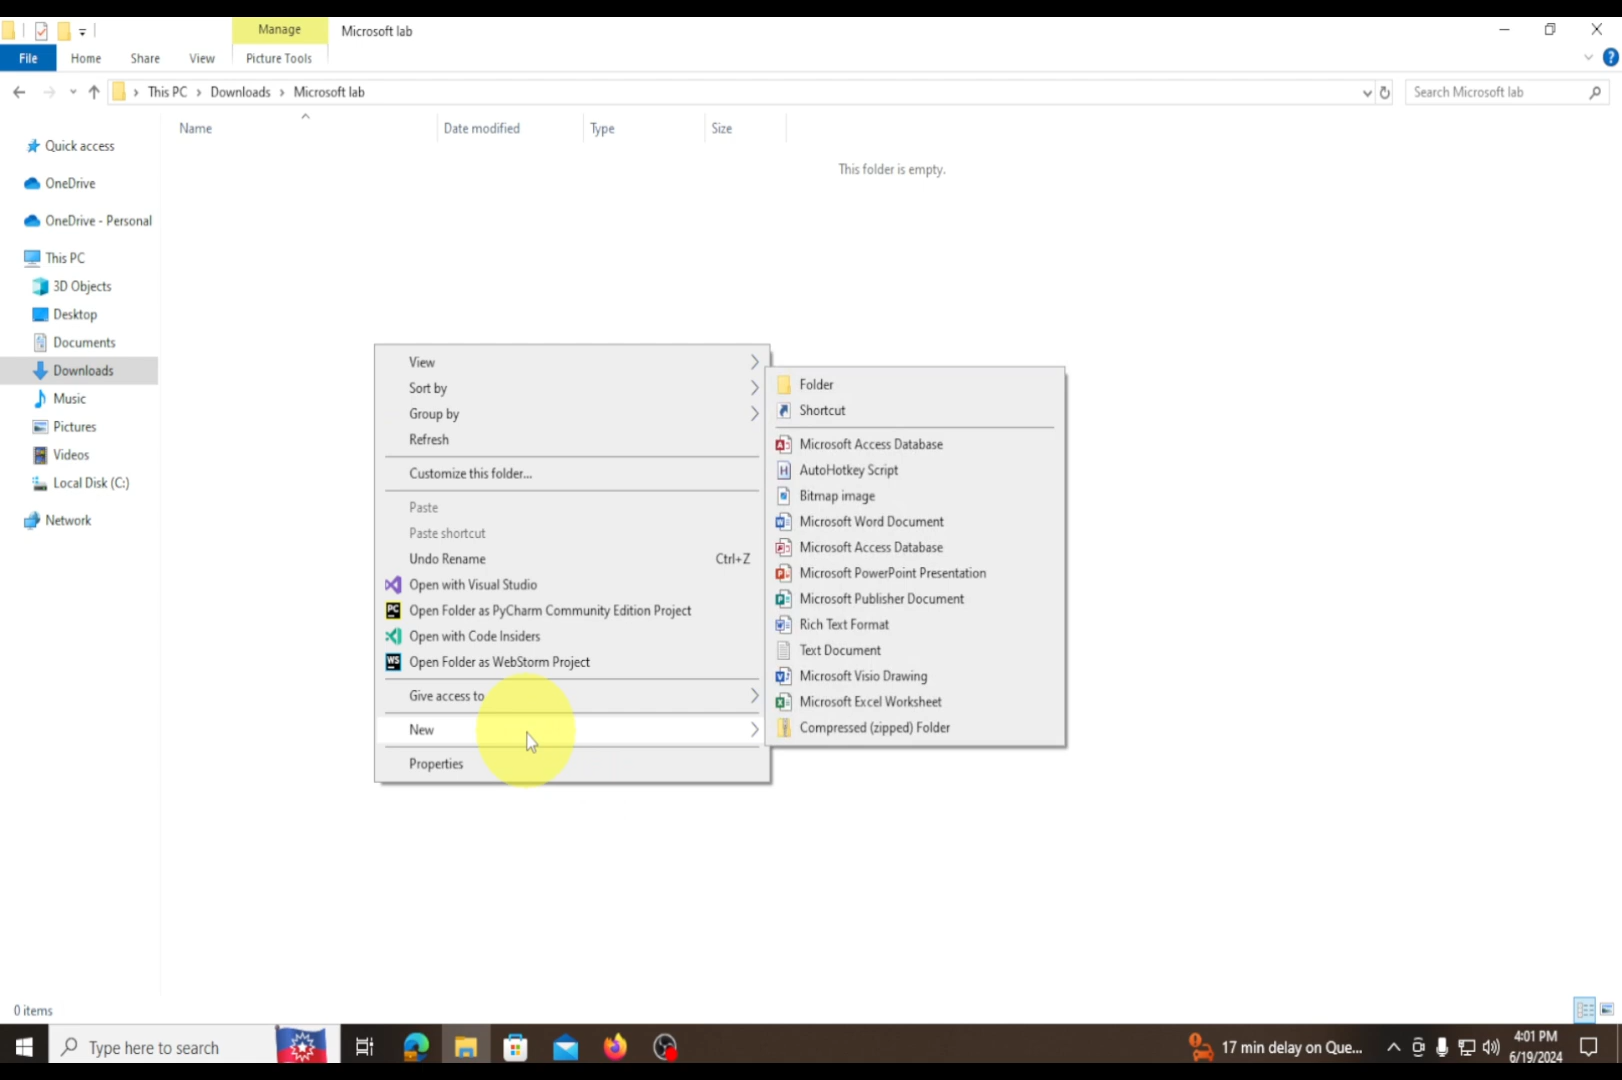 Manage
Microsoft lab
File
Home
Share
View
Picture Tools
This PC
Downloads
Microsoft lab
Search Microsoft lab
Name
Date modified
Type
Size
This folder is empty.
Quick access
OneDrive
OneDrive - Personal
This PC
3D Objects
Desktop
Documents
Downloads
Music
Pictures
Videos
Local Disk (C:)
Network
View
Sort by
Group by
Refresh
Customize this folder...
Paste
Paste shortcut
Undo Rename Ctrl+Z
Open with Visual Studio
Open Folder as PyCharm Community Edition Project
Open with Code Insiders
Open Folder as WebStorm Project
Give access to
New
Properties
Folder
Shortcut
Microsoft Access Database
AutoHotkey Script
Bitmap image
Microsoft Word Document
Microsoft Access Database
Microsoft PowerPoint Presentation
Microsoft Publisher Document
Rich Text Format
Text Document
Microsoft Visio Drawing
Microsoft Excel Worksheet
Compressed (zipped) Folder
0 items
Type here to search
17 min delay on Que...
4:01 PM
6/19/2024